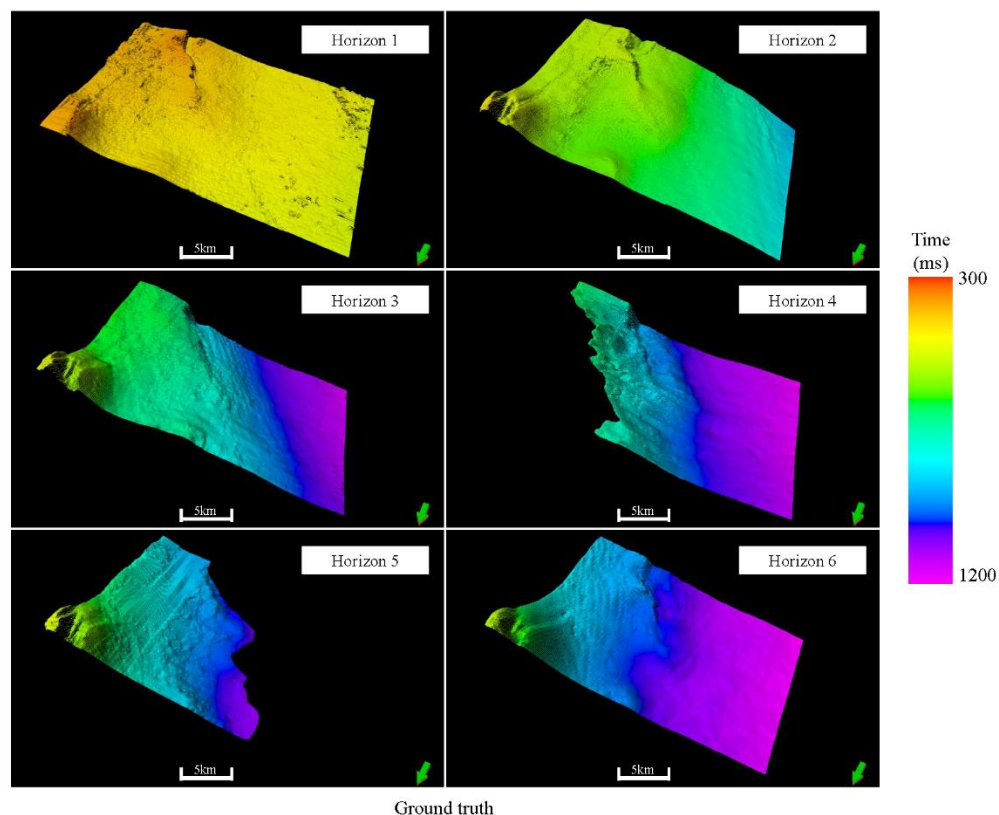 Horizon 1
5km
Horizon 2
5km
Horizon 3
5km
Horizon 4
5km
Horizon 5
5km
Horizon 6
5km
Time
(ms)
300
1200
Ground truth